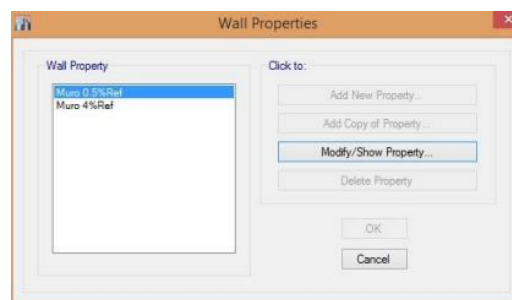 Wall Properties
Wall Property
Muro 0.5%Ref
Muro 4%Ref
Click to:
Add New Property...
Add Copy of Property...
Modify/Show Property...
Delete Property
OK
Cancel